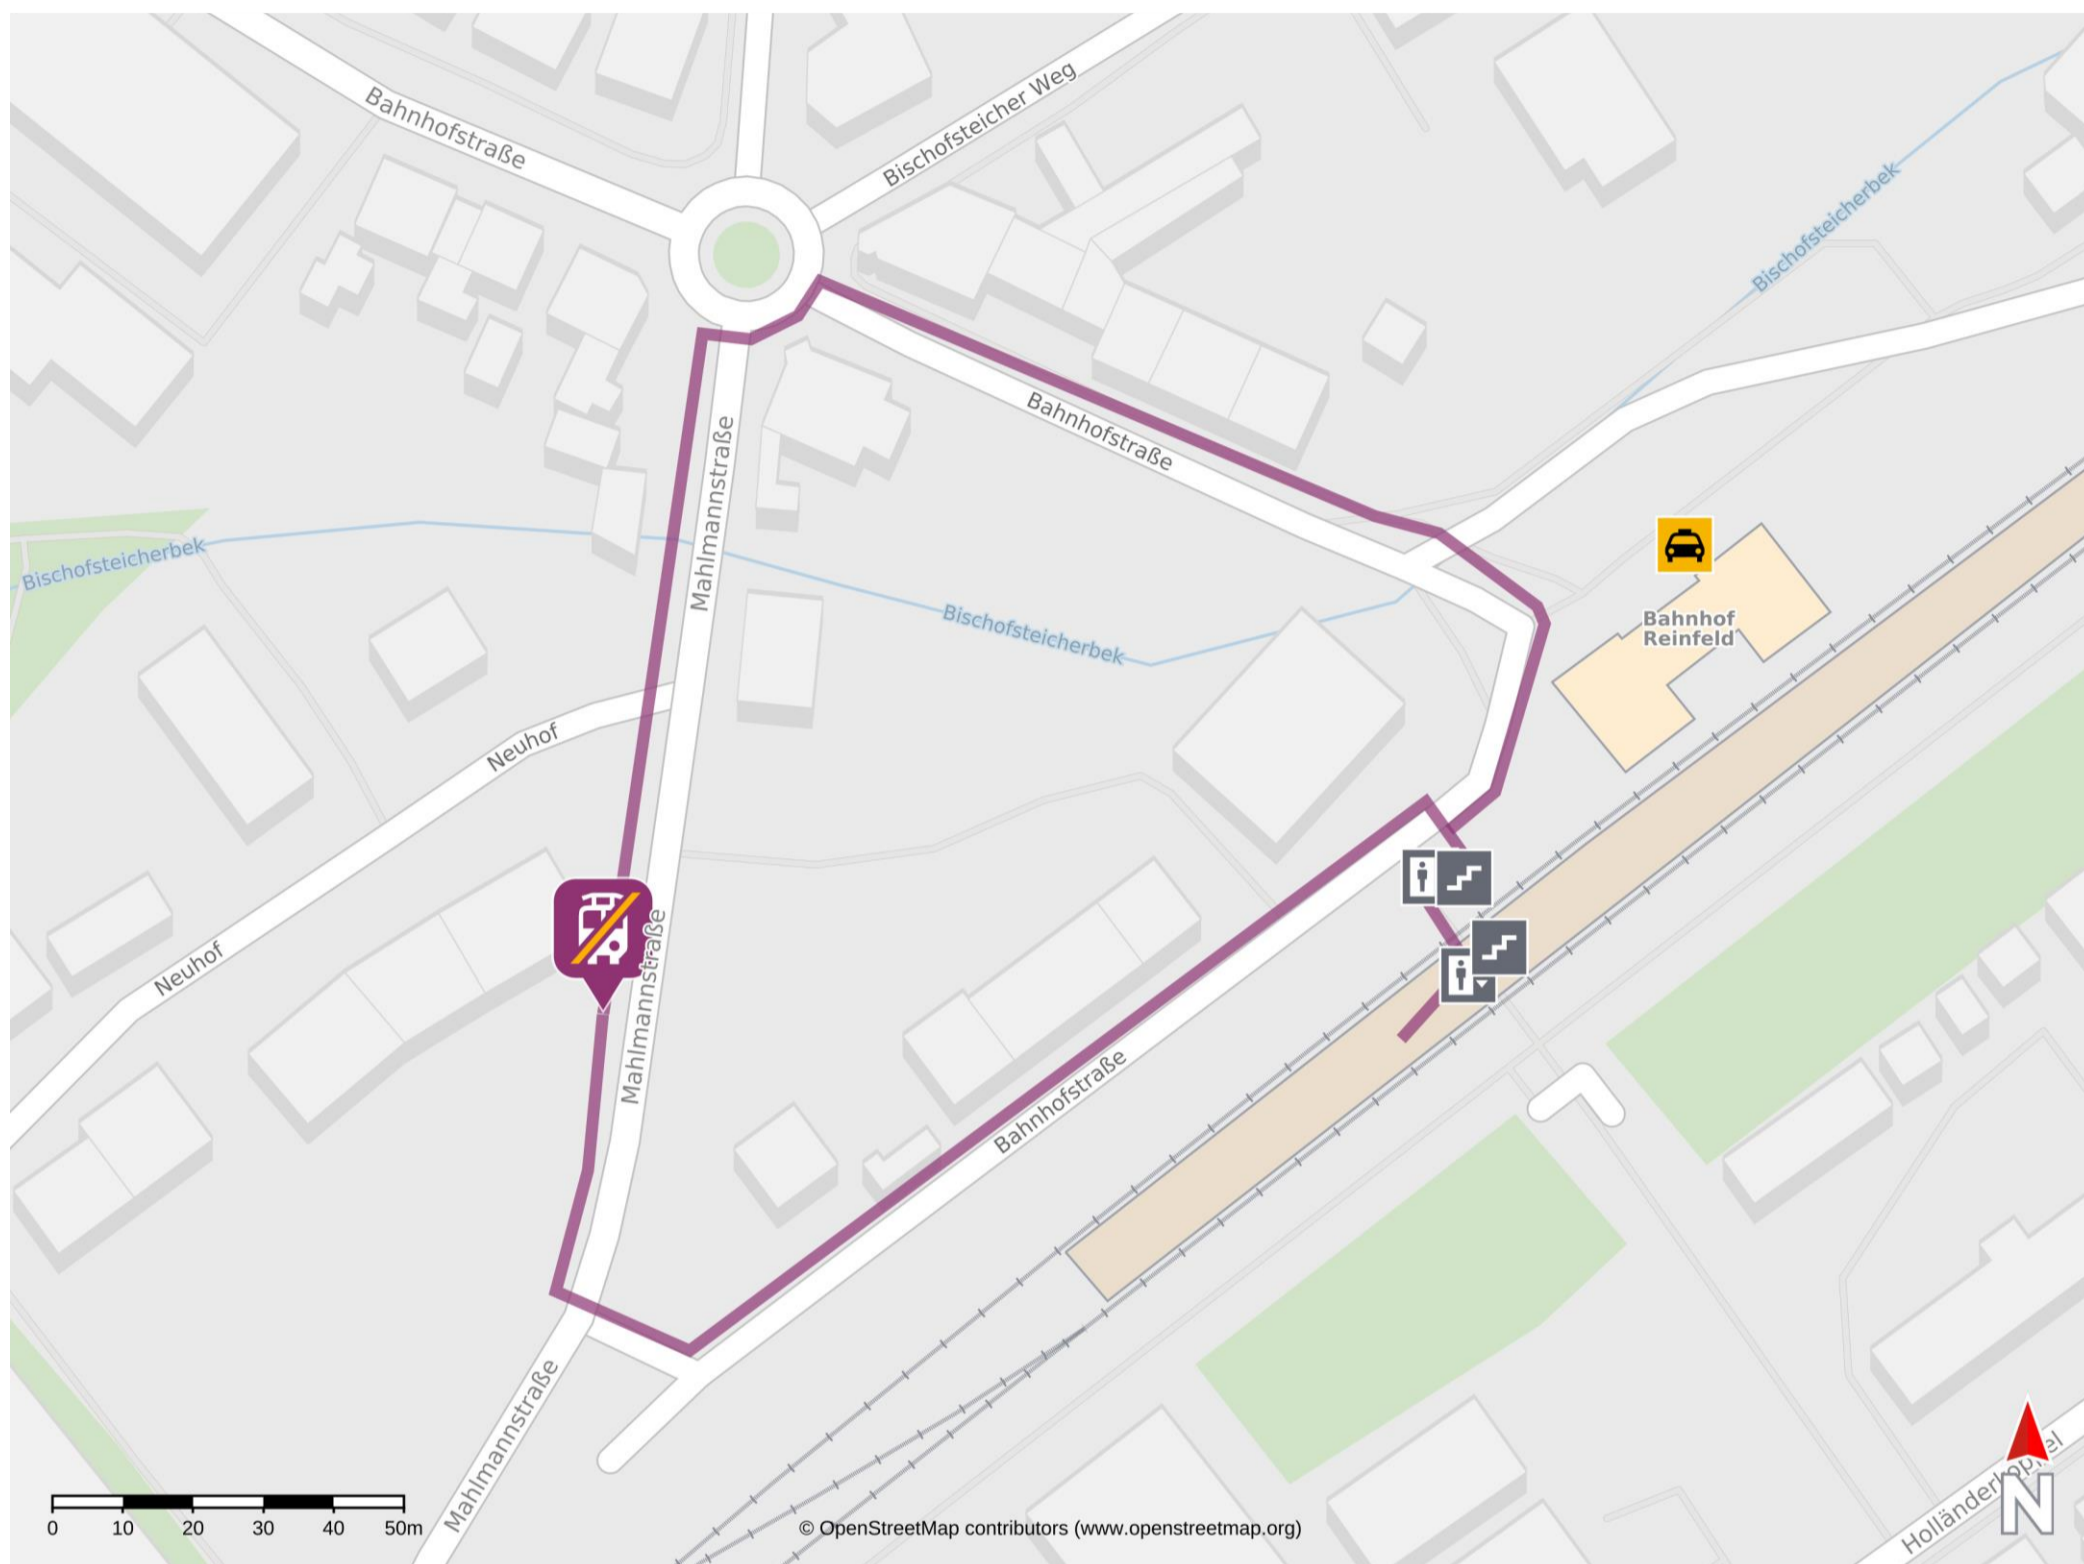 Bahnhofstraße
Bischofsteicher Weg
Bischofsteicherbek
Bahnhofstraße
Mahlmannstraße
Bischofsteicherbek
Bischofsteicherbek
Bahnhof
Reinfeld
Neuhof
Neuhof
Mahlmannstraße
Bahnhofstraße
Mahlmannstraße
Holländerkoppel
N
0 10 20 30 40 50m
© OpenStreetMap contributors (www.openstreetmap.org)